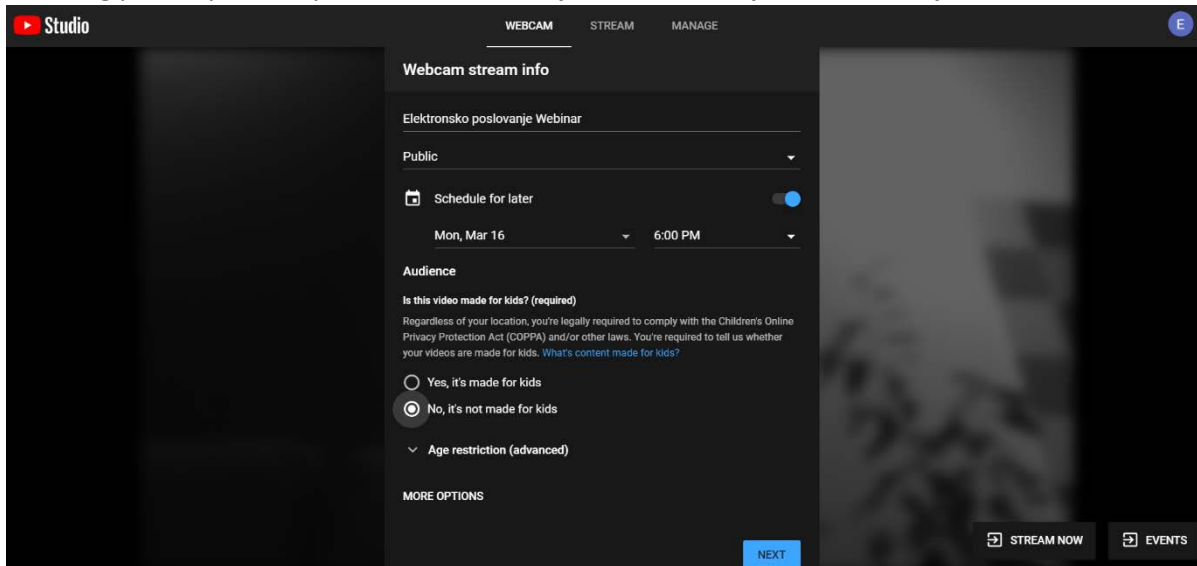 Studio
WEBCAM STREAM MANAGE
E
Webcam stream info
Elektronsko poslovanje Webinar
Public
Schedule for later
Mon, Mar 16 6:00 PM
Audience
Is this video made for kids? (required)
Regardless of your location, you're legally required to comply with the Children's Online
Privacy Protection Act (COPPA) and/or other laws. You're required to tell us whether
your videos are made for kids. What's content made for kids?
Yes, it's made for kids
No, it's not made for kids
Age restriction (advanced)
MORE OPTIONS
STREAM NOW EVENTS
NEXT